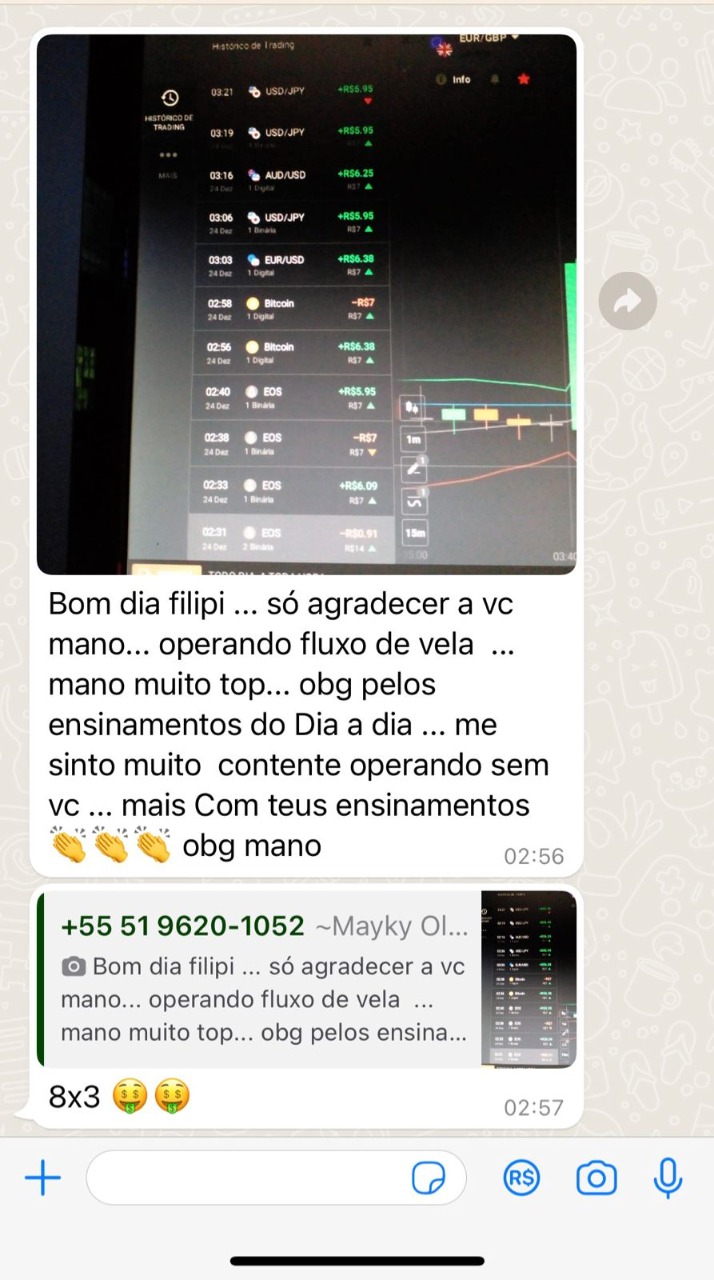 Histórico de Trading
EUR/GBP
Info
HISTÓRICO DE
TRADING
MAIS
03:21 USD/JPY +R$5.95
03:19 USD/JPY +R$5.95
03:16 AUD/USD +R$6.25
24 Dez 1 Digital R$7
03:06 USD/JPY +R$5.95
24 Dez 1 Binária R$7
03:03 EUR/USD +R$6.38
24 Dez 1 Digital R$7
02:58 Bitcoin −R$7
24 Dez 1 Digital R$7
02:56 Bitcoin +R$6.38
24 Dez 1 Digital R$7
02:40 EOS +R$5.95
24 Dez 1 Binária R$7
02:38 EOS −R$7
24 Dez 1 Binária R$7
02:33 EOS +R$6.09
24 Dez 1 Binária R$7
02:31 EOS −R$0.91
24 Dez 2 Binária R$14
1m
1
1
15m
03:40
Bom dia filipi ... só agradecer a vc
mano... operando fluxo de vela ...
mano muito top... obg pelos
ensinamentos do Dia a dia ... me
sinto muito contente operando sem
vc ... mais Com teus ensinamentos
👏👏👏 obg mano
02:56
+55 51 9620-1052 ~Mayky Ol...
Bom dia filipi ... só agradecer a vc
mano... operando fluxo de vela ...
mano muito top... obg pelos ensina...
8x3 🤑🤑
02:57
R$